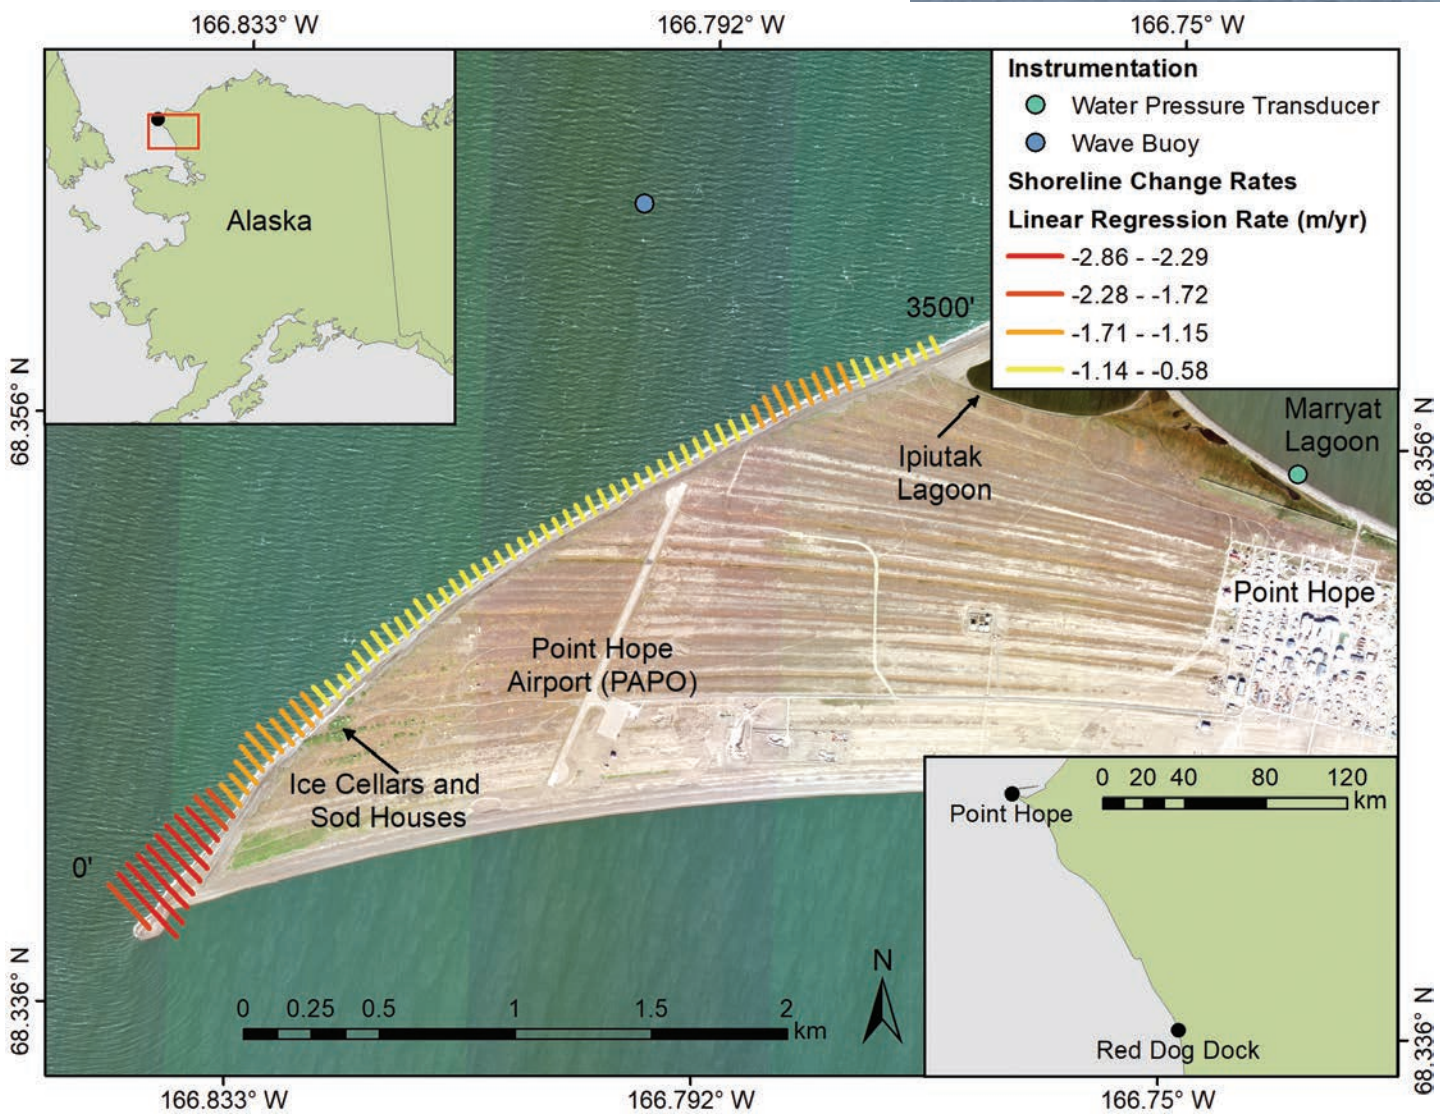 166.833° W
166.792° W
166.75° W
Alaska
Instrumentation
Water Pressure Transducer
Wave Buoy
Shoreline Change Rates
Linear Regression Rate (m/yr)
-2.86 - -2.29
-2.28 - -1.72
-1.71 - -1.15
-1.14 - -0.58
3500'
68.356° N
68.356° N
Marryat
Lagoon
Ipiutak
Lagoon
Point Hope
Point Hope
Airport (PAPO)
Ice Cellars and
Sod Houses
0'
0 20 40 80 120
km
Point Hope
Red Dog Dock
N
0 0.25 0.5 1 1.5 2
km
68.336° N
68.336° N
166.833° W
166.792° W
166.75° W